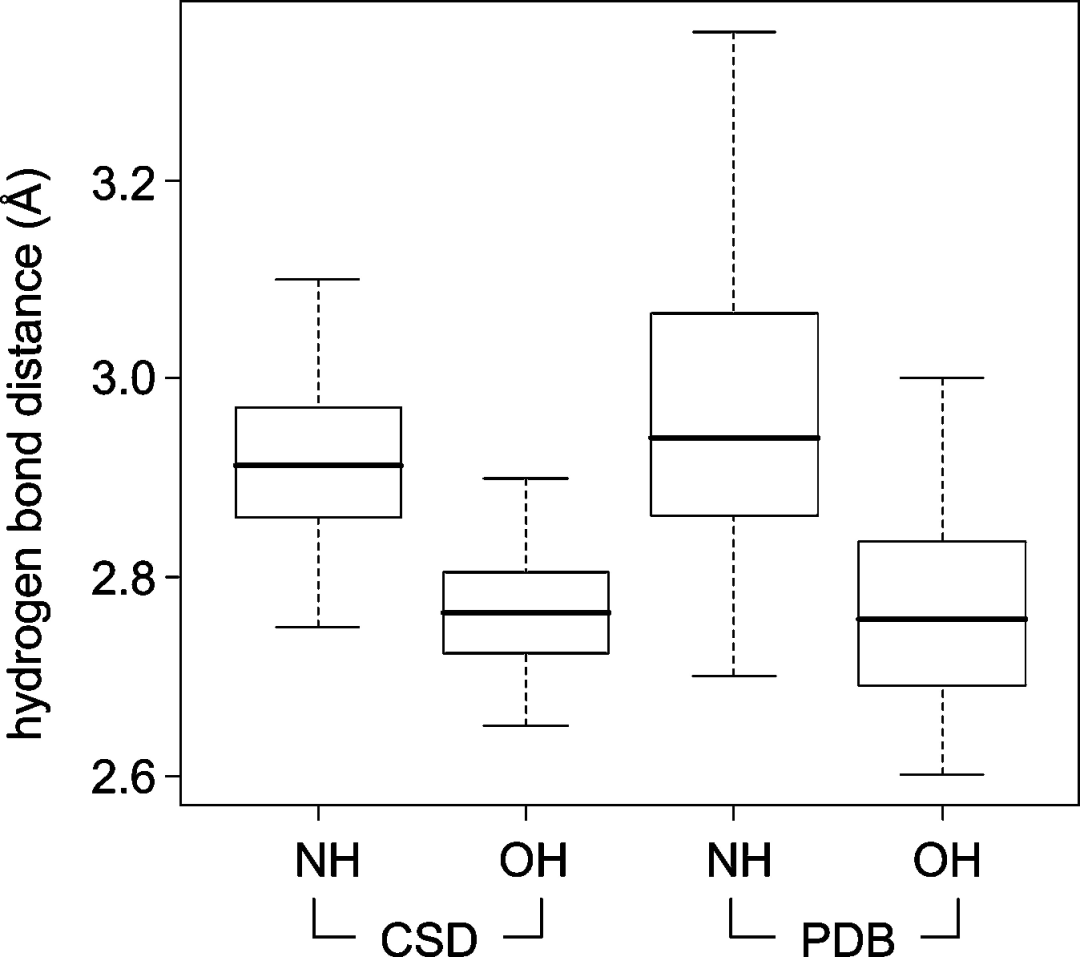 hydrogen bond distance (Å)
3.2
3.0
2.8
2.6
NH OH NH OH
CSD PDB